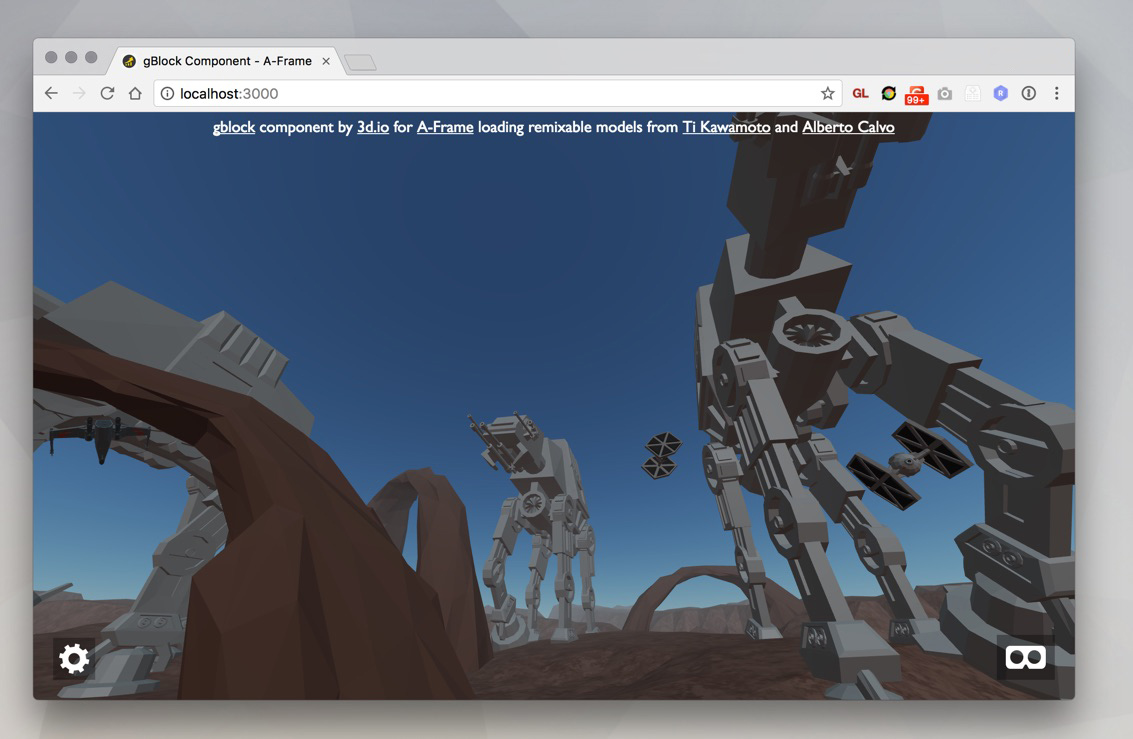 gBlock Component - A-Frame
localhost:3000
GL
99+
R
gblock component by 3d.io for A-Frame loading remixable models from Ti Kawamoto and Alberto Calvo